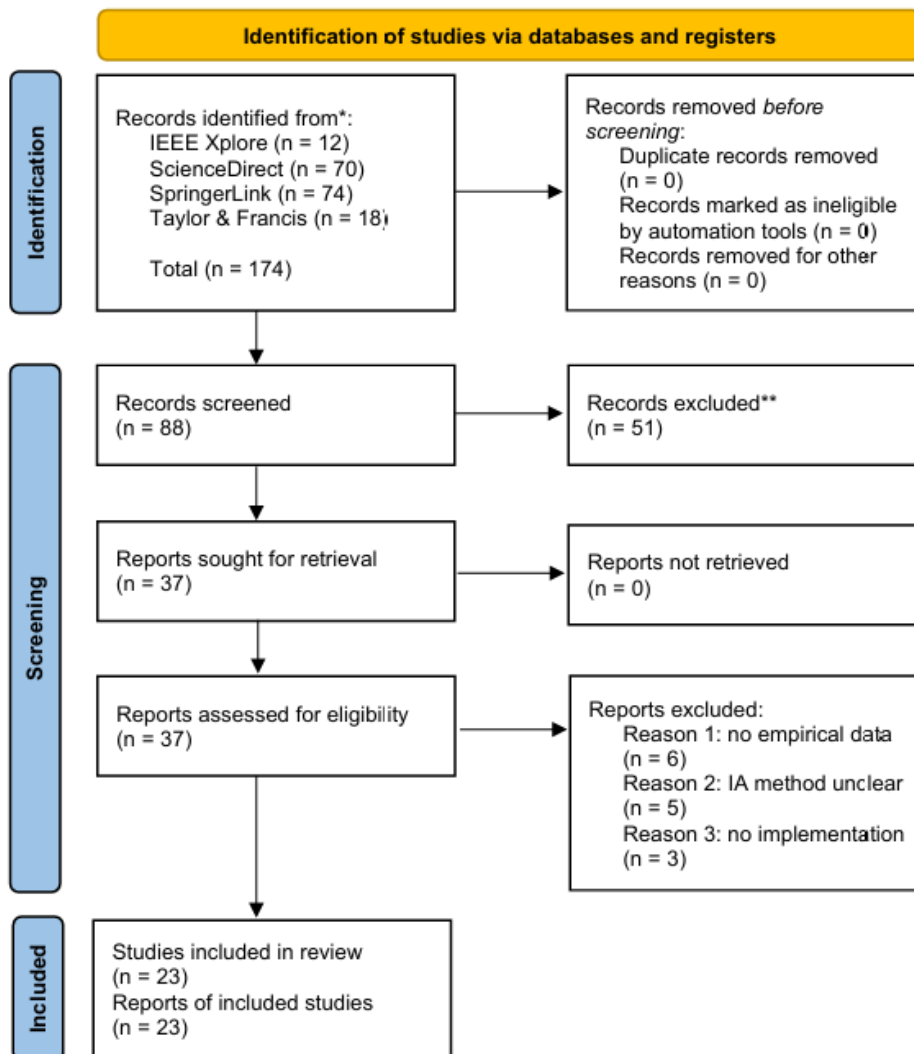 Identification of studies via databases and registers
Identification
Records identified from*:
IEEE Xplore (n = 12)
ScienceDirect (n = 70)
SpringerLink (n = 74)
Taylor & Francis (n = 18)
Total (n = 174)
Records removed before
screening:
Duplicate records removed
(n = 0)
Records marked as ineligible
by automation tools (n = 0)
Records removed for other
reasons (n = 0)
Screening
Records screened
(n = 88)
Records excluded**
(n = 51)
Reports sought for retrieval
(n = 37)
Reports not retrieved
(n = 0)
Reports assessed for eligibility
(n = 37)
Reports excluded:
Reason 1: no empirical data
(n = 6)
Reason 2: IA method unclear
(n = 5)
Reason 3: no implementation
(n = 3)
Included
Studies included in review
(n = 23)
Reports of included studies
(n = 23)